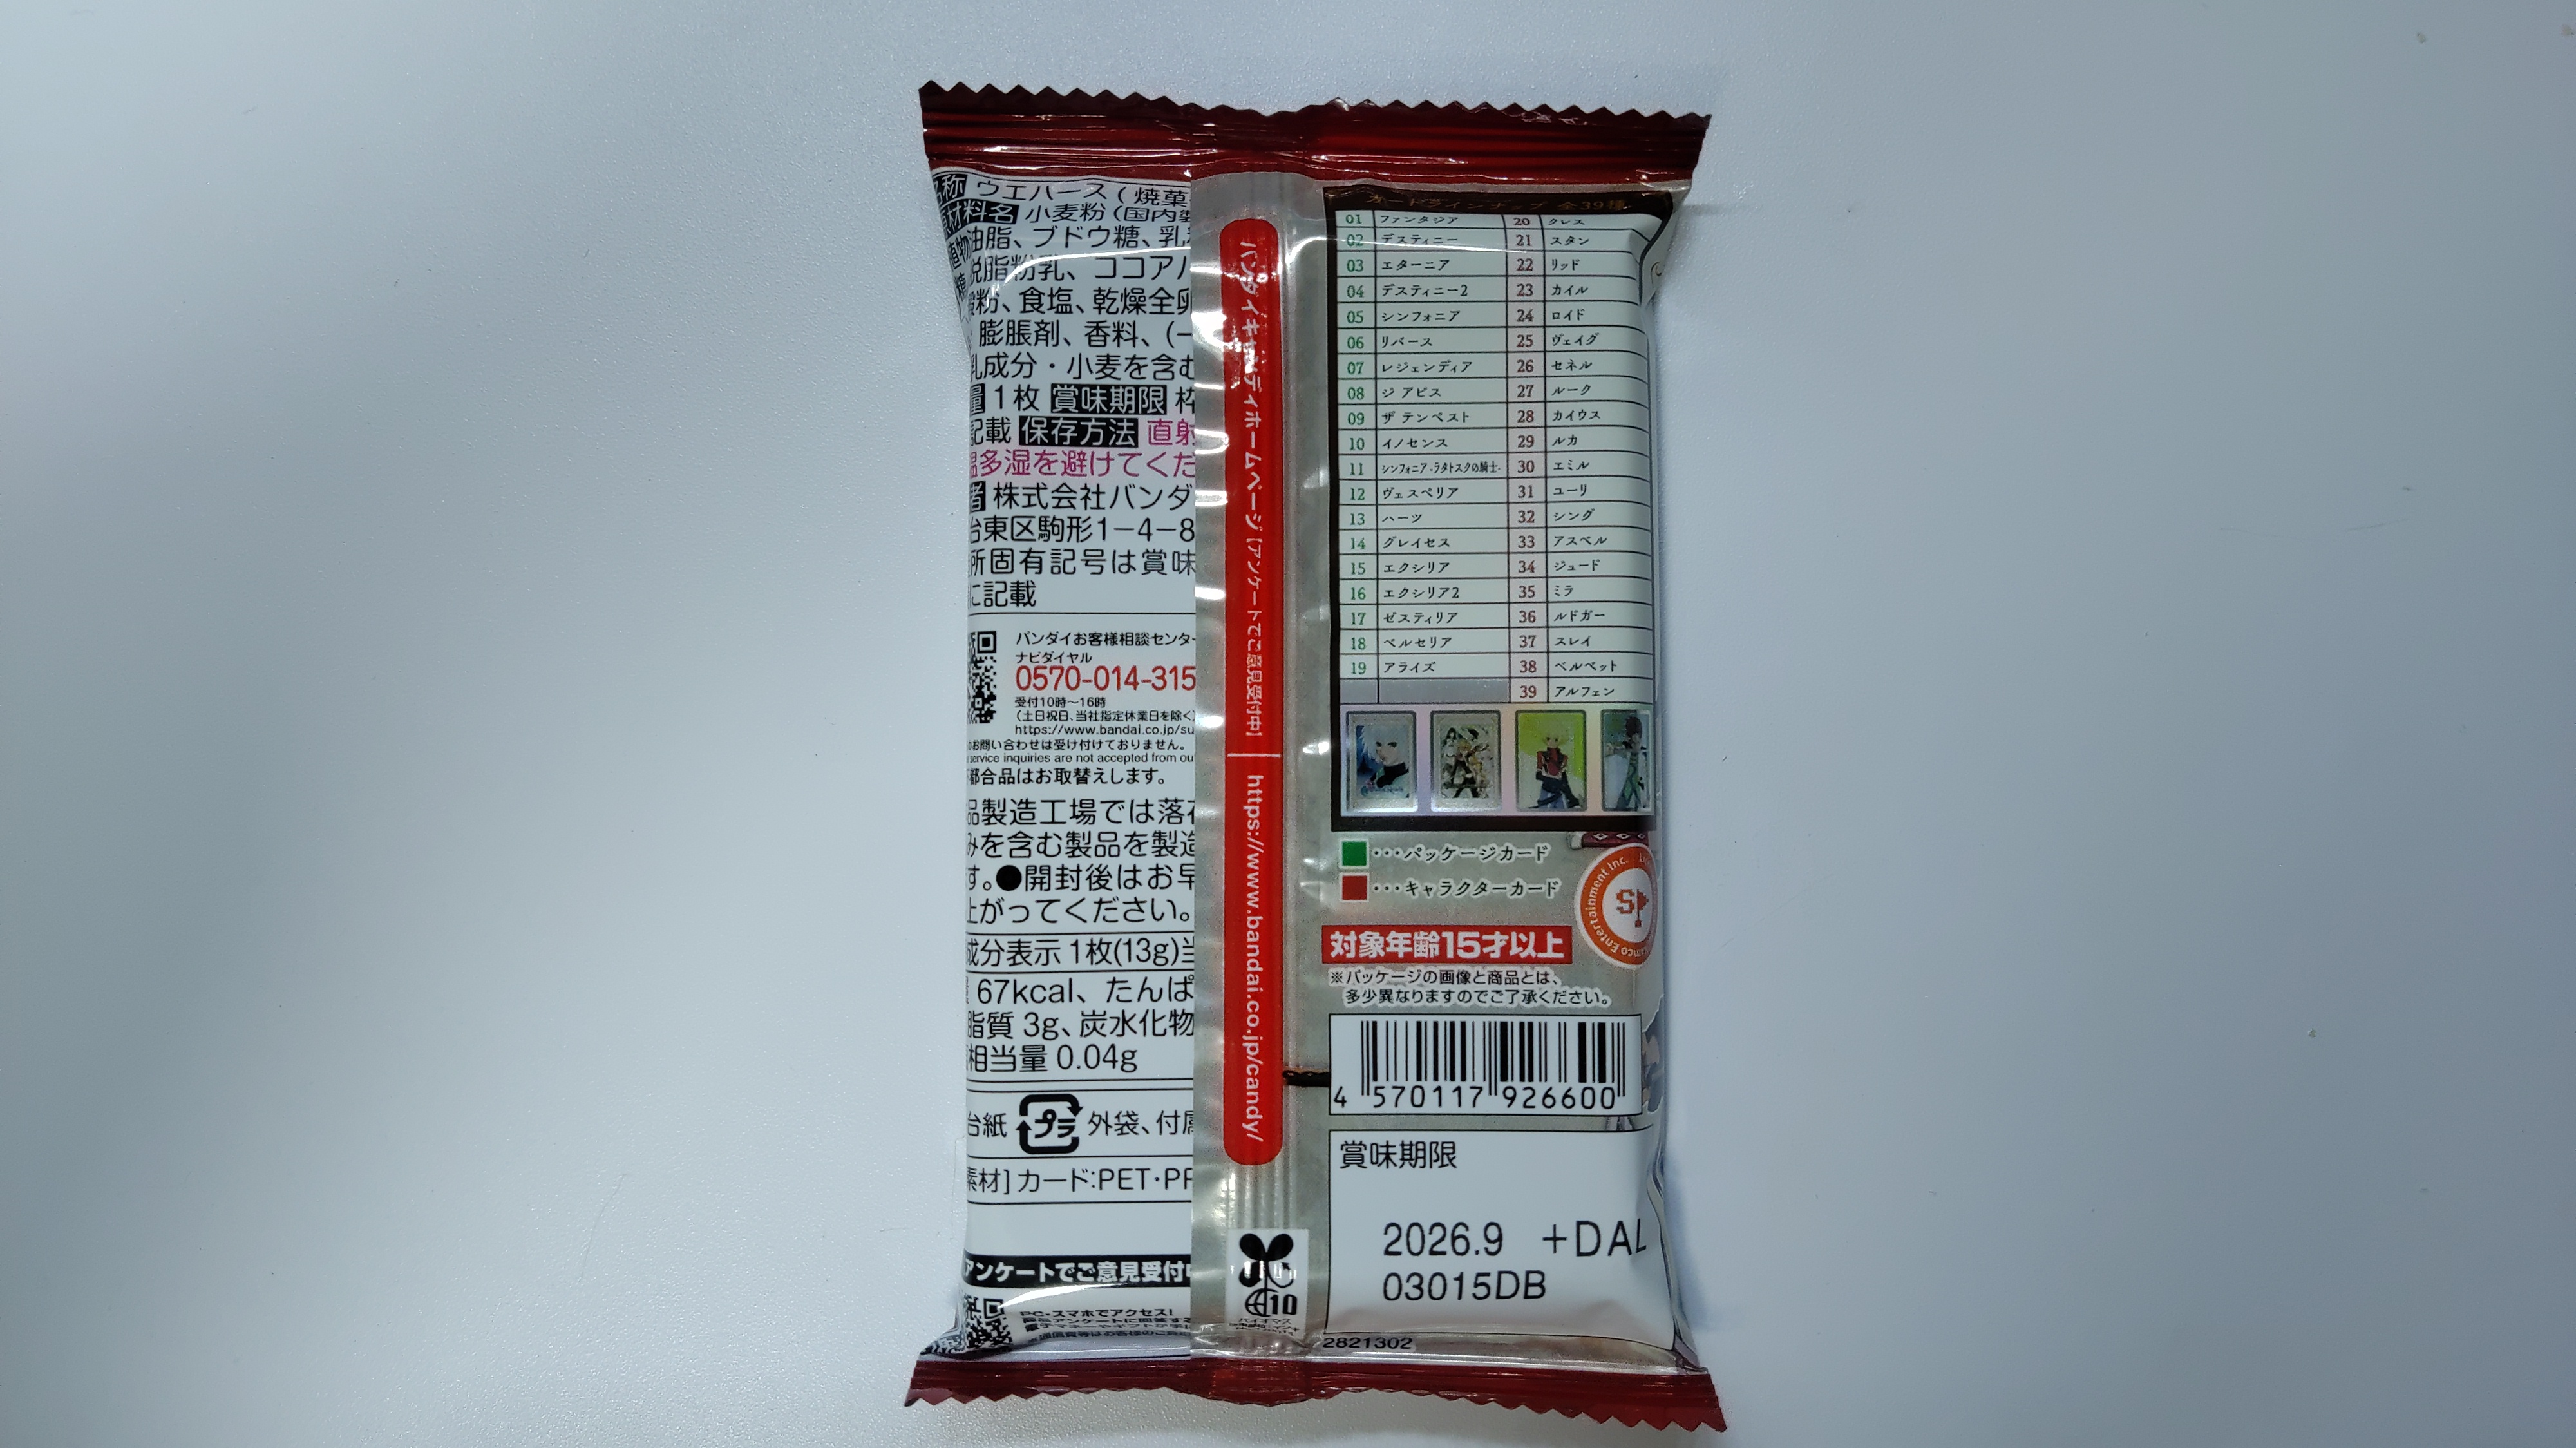 名称 ウエハース(焼菓
原材料名 小麦粉(国内製
植物油脂、ブドウ糖、乳
脱脂粉乳、ココアパ
粉、食塩、乾燥全卵
膨脹剤、香料、(一
乳成分・小麦を含む
量 1枚 賞味期限 枠
記載 保存方法 直射
温多湿を避けてくだ
者 株式会社バンダ
台東区駒形1-4-8
所固有記号は賞味
に記載
バンダイお客様相談センター
ナビダイヤル
0570-014-315
受付10時~16時
(土日祝日、当社指定休業日を除く)
https://www.bandai.co.jp/su
のお問い合わせは受け付けておりません。
service inquiries are not accepted from ou
都合品はお取替えします。
品製造工場では落花
みを含む製品を製造
す。●開封後はお早
上がってください。
成分表示 1枚(13g)当
67kcal、たんぱ
脂質 3g、炭水化物
相当量 0.04g
台紙 プラ 外袋、付属
素材] カード:PET・PP
アンケートでご意見受付中
PC・スマホでアクセス!
バンダイキャンディホームページ [アンケートでご意見受付中] https://www.bandai.co.jp/candy/
10
バイオマス
カードラインナップ 全39種
01 ファンタジア 20 クレス
02 デスティニー 21 スタン
03 エターニア 22 リッド
04 デスティニー2 23 カイル
05 シンフォニア 24 ロイド
06 リバース 25 ヴェイグ
07 レジェンディア 26 セネル
08 ジ アビス 27 ルーク
09 ザ テンペスト 28 カイウス
10 イノセンス 29 ルカ
11 シンフォニア -ラタトスクの騎士- 30 エミル
12 ヴェスペリア 31 ユーリ
13 ハーツ 32 シング
14 グレイセス 33 アスベル
15 エクシリア 34 ジュード
16 エクシリア2 35 ミラ
17 ゼスティリア 36 ルドガー
18 ベルセリア 37 スレイ
19 アライズ 38 ベルベット
39 アルフェン
・・・パッケージカード
・・・キャラクターカード
amco Entertainment Inc.
対象年齢15才以上
※パッケージの画像と商品とは、
多少異なりますのでご了承ください。
4 570117 926600
賞味期限
2026.9 +DAL
03015DB
2821302